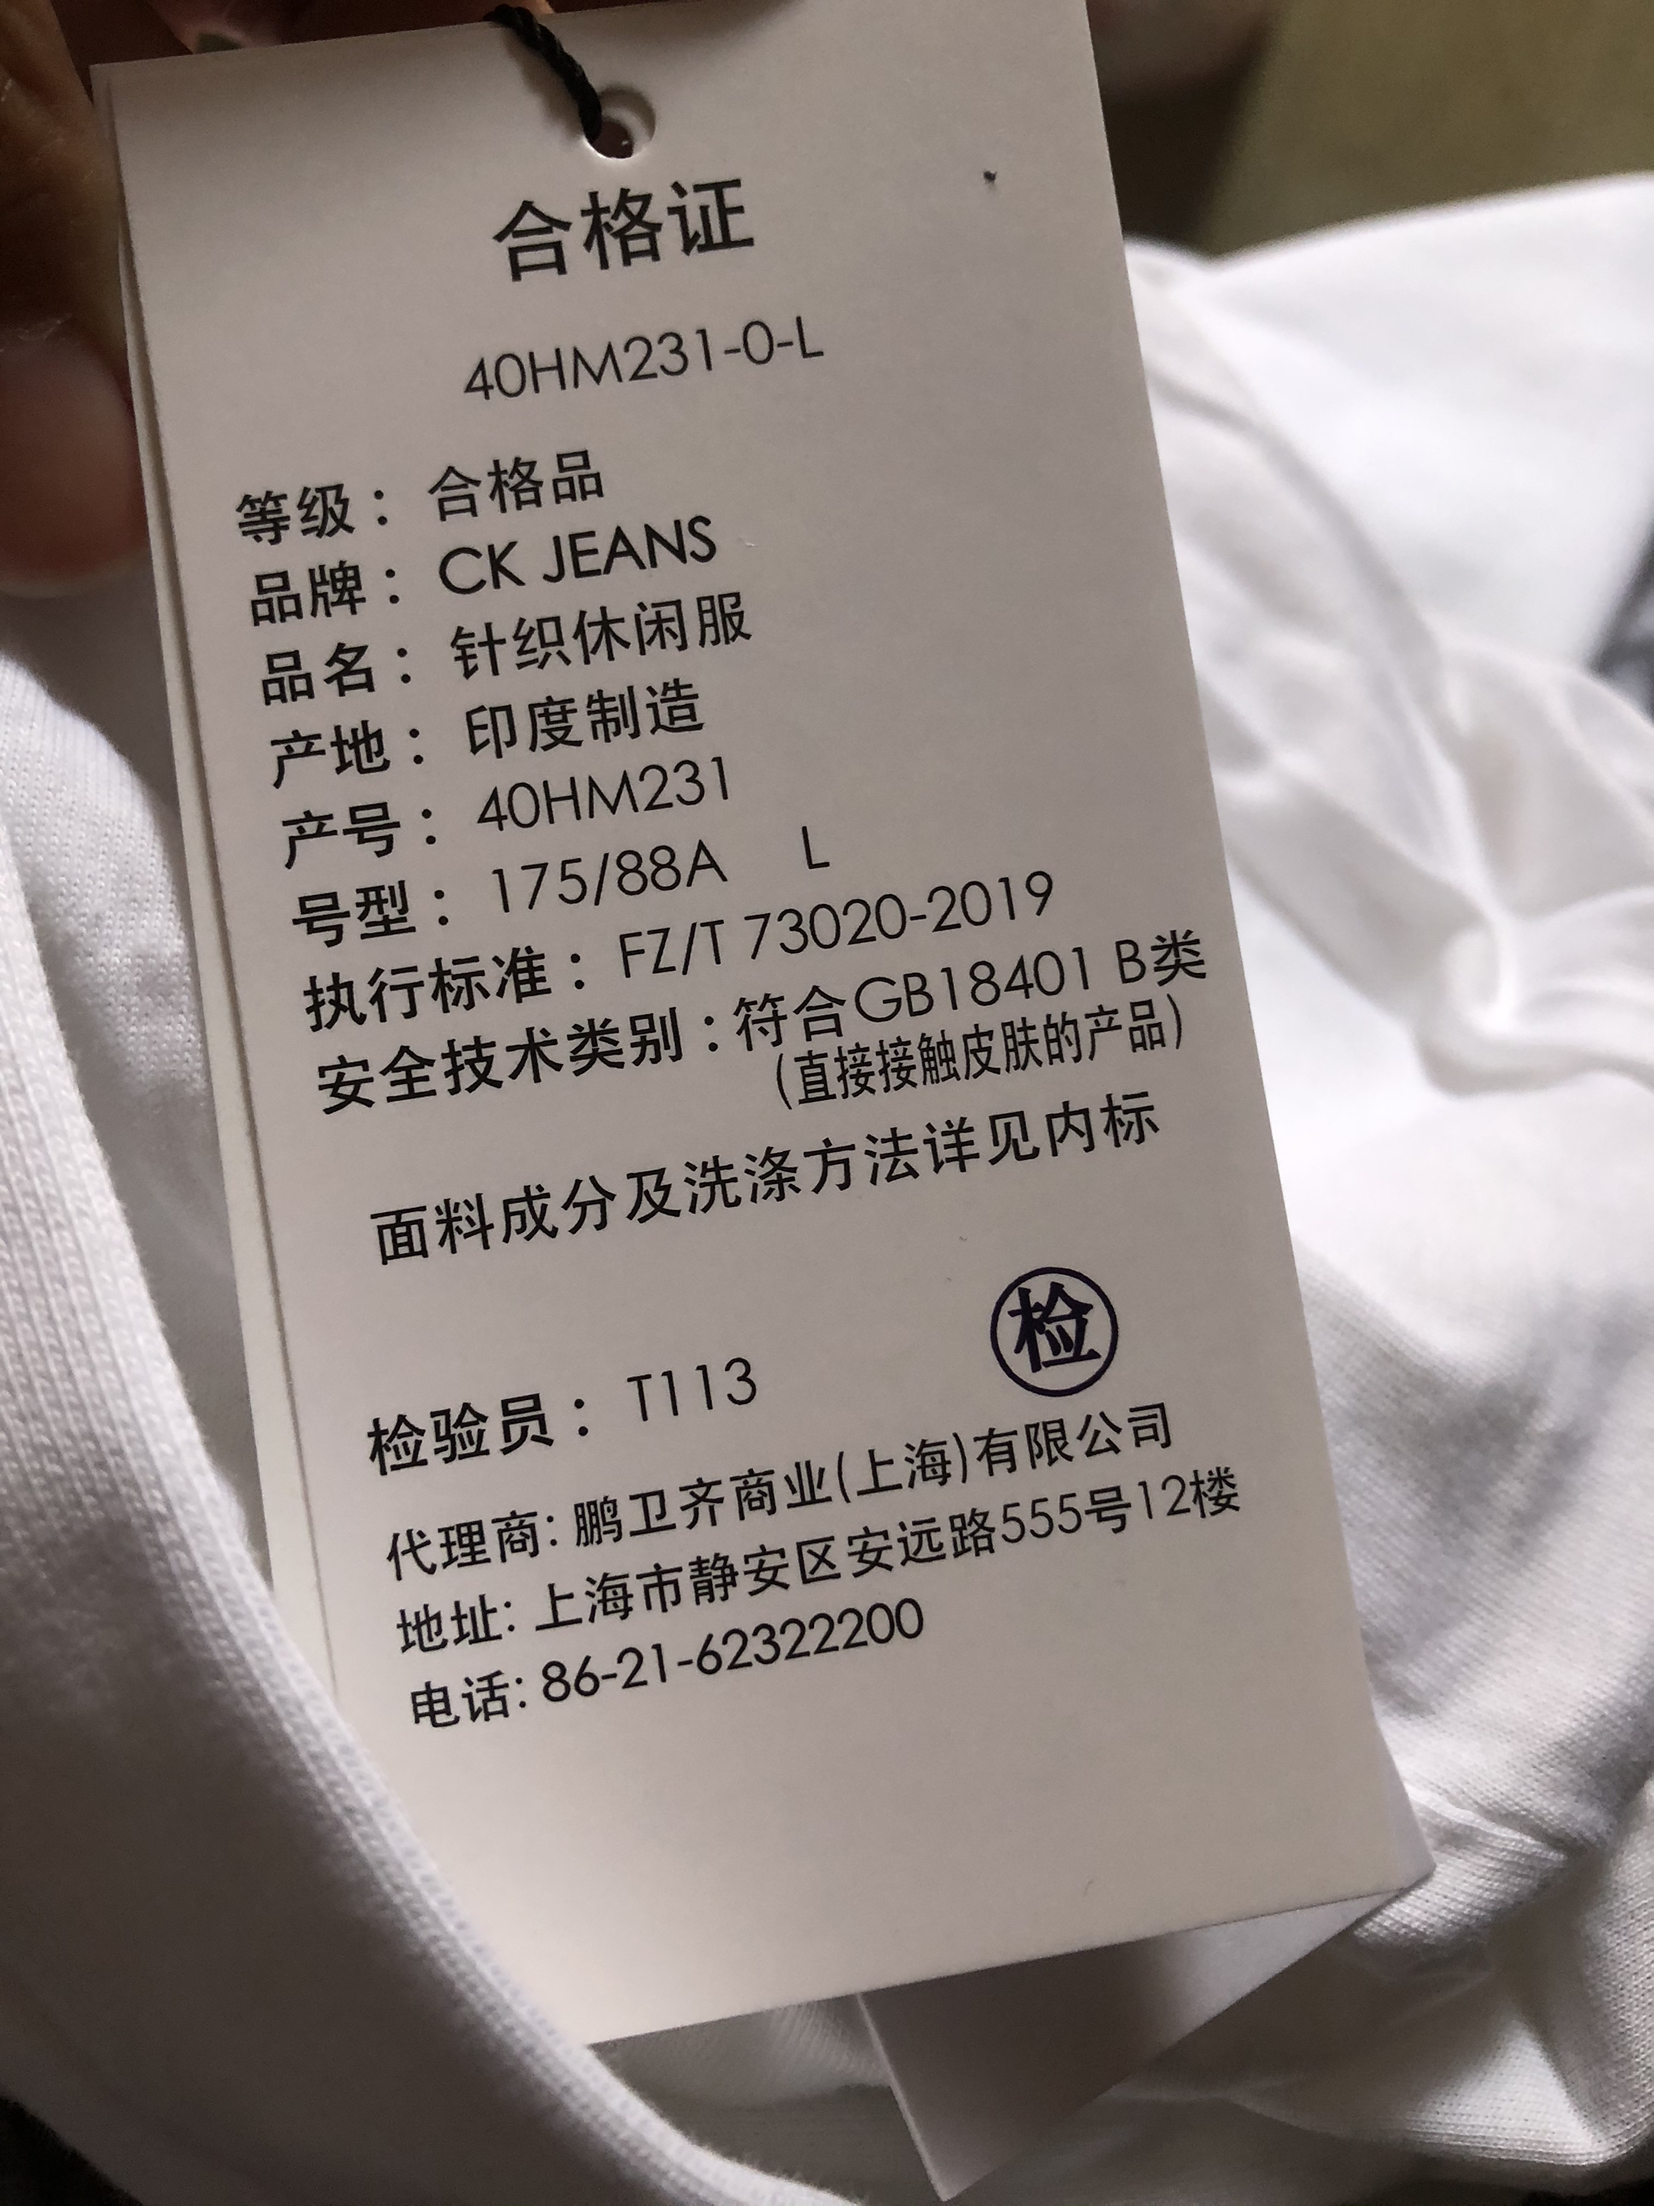 合格证
40HM231-0-L
等级：合格品
品牌：CK JEANS
品名：针织休闲服
产地：印度制造
产号：40HM231
号型：175/88A L
执行标准：FZ/T 73020-2019
安全技术类别：符合GB18401 B类
(直接接触皮肤的产品)
面料成分及洗涤方法详见内标
检
检验员：T113
代理商:鹏卫齐商业(上海)有限公司
地址:上海市静安区安远路555号12楼
电话:86-21-62322200